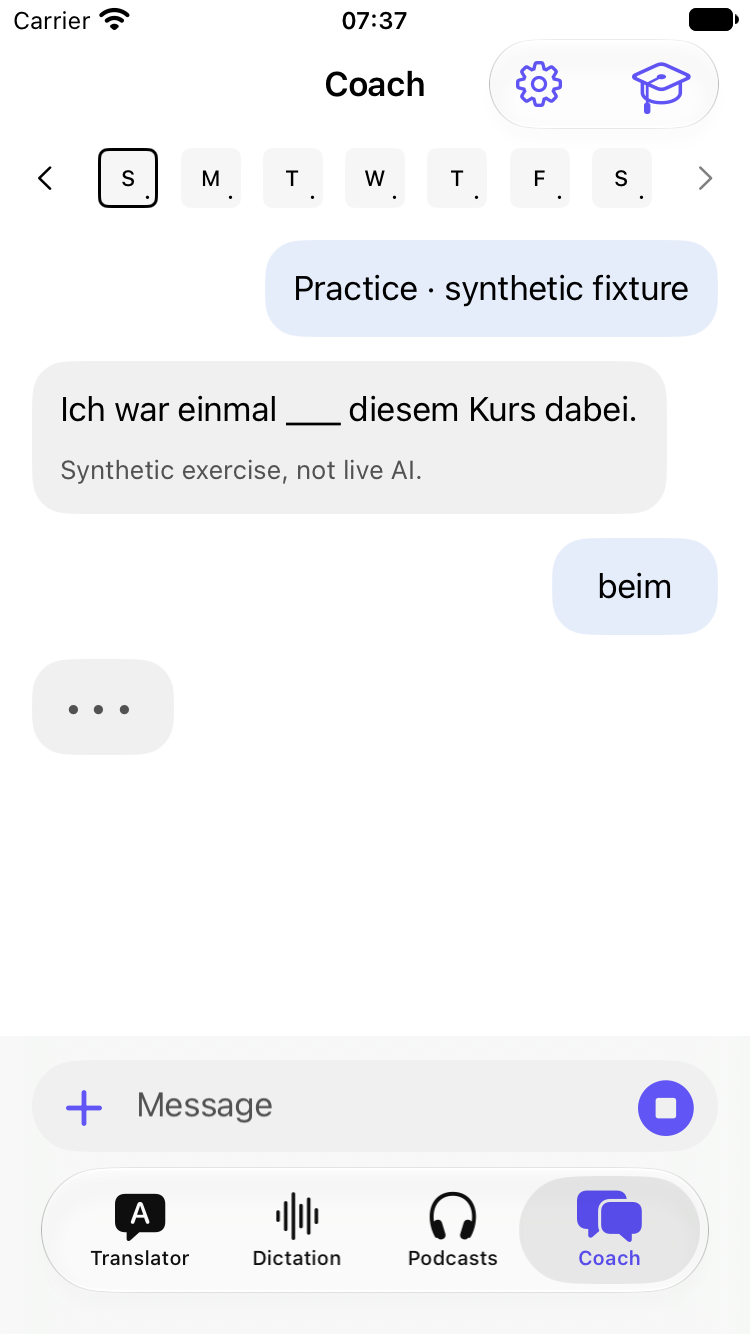 Carrier 07:37
Coach
S. M. T. W. T. F. S.
Practice · synthetic fixture
Ich war einmal ___ diesem Kurs dabei.
Synthetic exercise, not live AI.
beim
• • •
Message
A
Translator Dictation Podcasts Coach